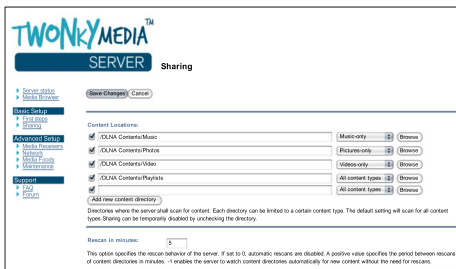 TWONKYMEDIA™
SERVER
Sharing
Server status
Media Browser
Save Changes Cancel
Basic Setup
First steps
Sharing
Advanced Setup
Media Receivers
Network
Media Feeds
Maintenance
Support
FAQ
Forum
Content Locations:
/DLNA Contents/Music Music-only Browse
/DLNA Contents/Photos Pictures-only Browse
/DLNA Contents/Video Videos-only Browse
/DLNA Contents/Playlists All content types Browse
All content types Browse
Add new content directory
Directories where the server shall scan for content. Each directory can be limited to a certain content type. The default setting will scan for all content
types.Sharing can be temporally disabled by unchecking the directory.
Rescan in minutes: 5
This option specifies the rescan behavior of the server. If set to 0, automatic rescans are disabled. A positive value specifies the period between rescans
of content directories in minutes. -1 enables the server to watch content directories automatically for new content without the need for rescans.